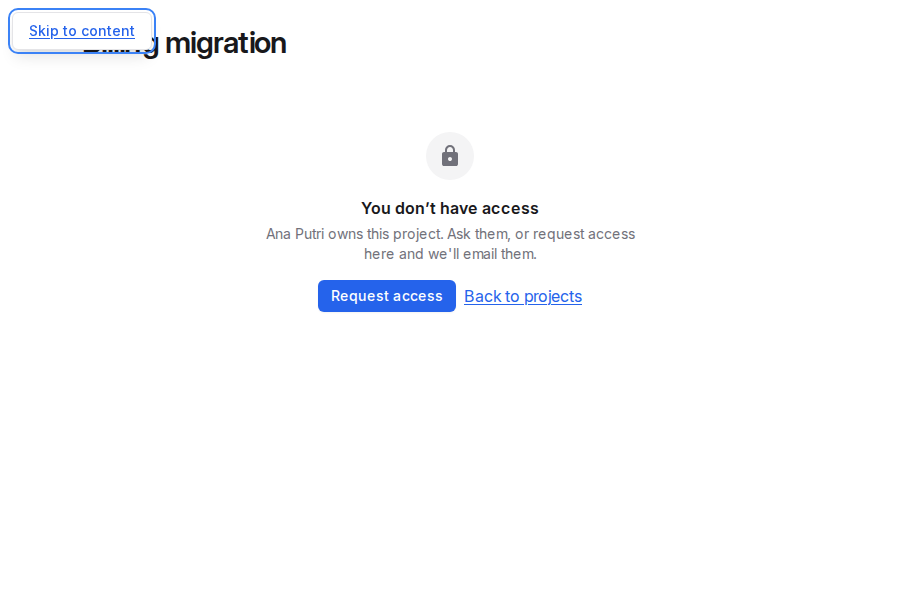 Skip to content
Billing migration
You don’t have access
Ana Putri owns this project. Ask them, or request access
here and we'll email them.
Request access
Back to projects